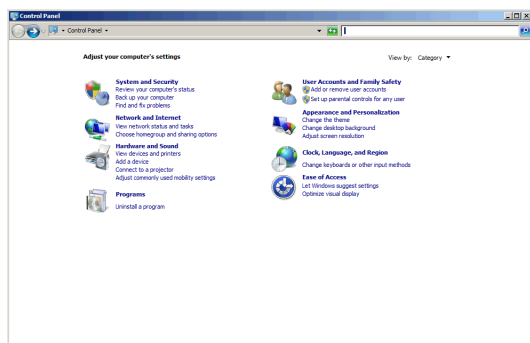 Control Panel
Control Panel
Adjust your computer's settings
View by: Category
System and Security
Review your computer's status
Back up your computer
Find and fix problems
Network and Internet
View network status and tasks
Choose homegroup and sharing options
Hardware and Sound
View devices and printers
Add a device
Connect to a projector
Adjust commonly used mobility settings
Programs
Uninstall a program
User Accounts and Family Safety
Add or remove user accounts
Set up parental controls for any user
Appearance and Personalization
Change the theme
Change desktop background
Adjust screen resolution
Clock, Language, and Region
Change keyboards or other input methods
Ease of Access
Let Windows suggest settings
Optimize visual display